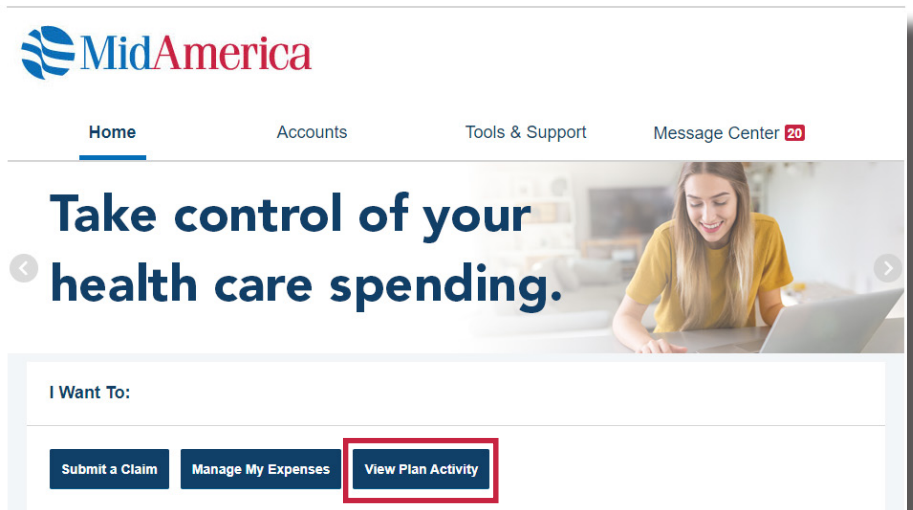 MidAmerica
Home Accounts Tools & Support Message Center 20
Take control of your
health care spending.
I Want To:
Submit a Claim Manage My Expenses View Plan Activity